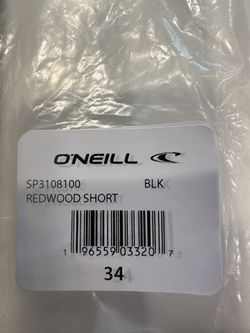 O'NEILL
SP3108100 BLK
REDWOOD SHORT
1 96559 03320 7
34